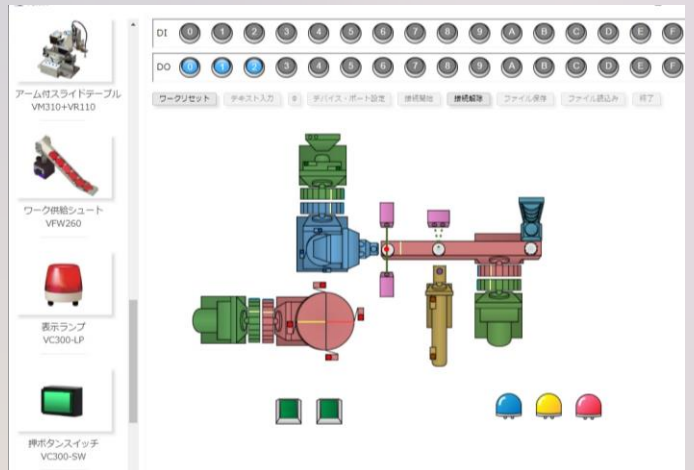 DI 0 1 2 3 4 5 6 7 8 9 A B C D E F
DO 0 1 2 3 4 5 6 7 8 9 A B C D E F
ワークリセット テキスト入力 0 デバイス・ポート設定 接続開始 接続解除 ファイル保存 ファイル読込み 終了
アーム付スライドテーブル
VM310+VR110
ワーク供給シュート
VFW260
表示ランプ
VC300-LP
押ボタンスイッチ
VC300-SW